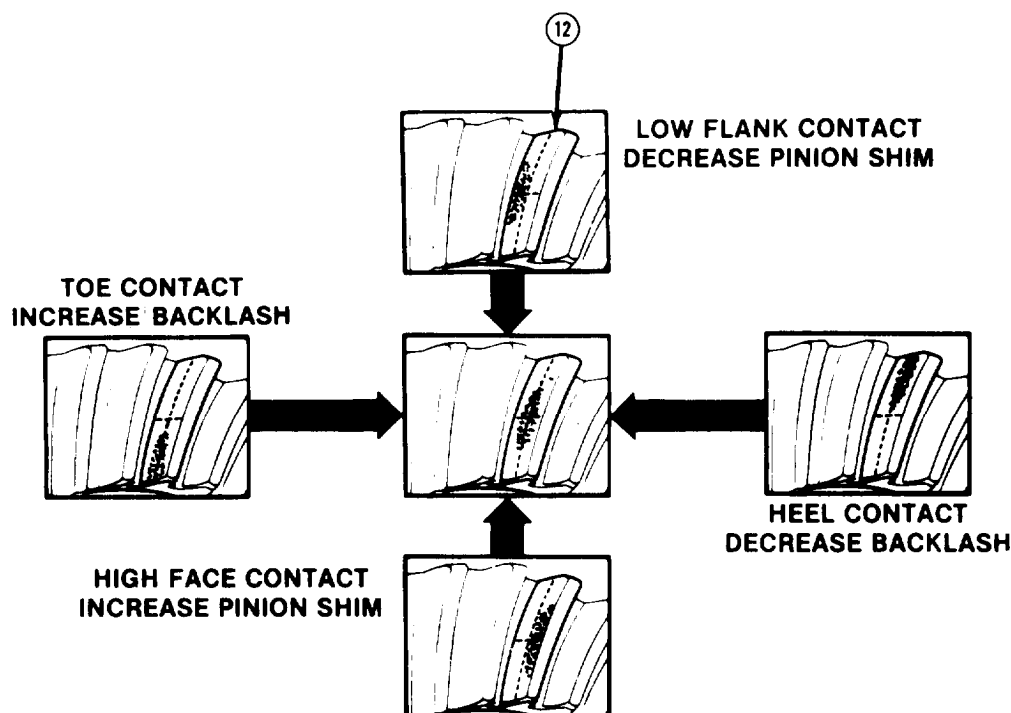 12
LOW FLANK CONTACT
DECREASE PINION SHIM
TOE CONTACT
INCREASE BACKLASH
HEEL CONTACT
DECREASE BACKLASH
HIGH FACE CONTACT
INCREASE PINION SHIM